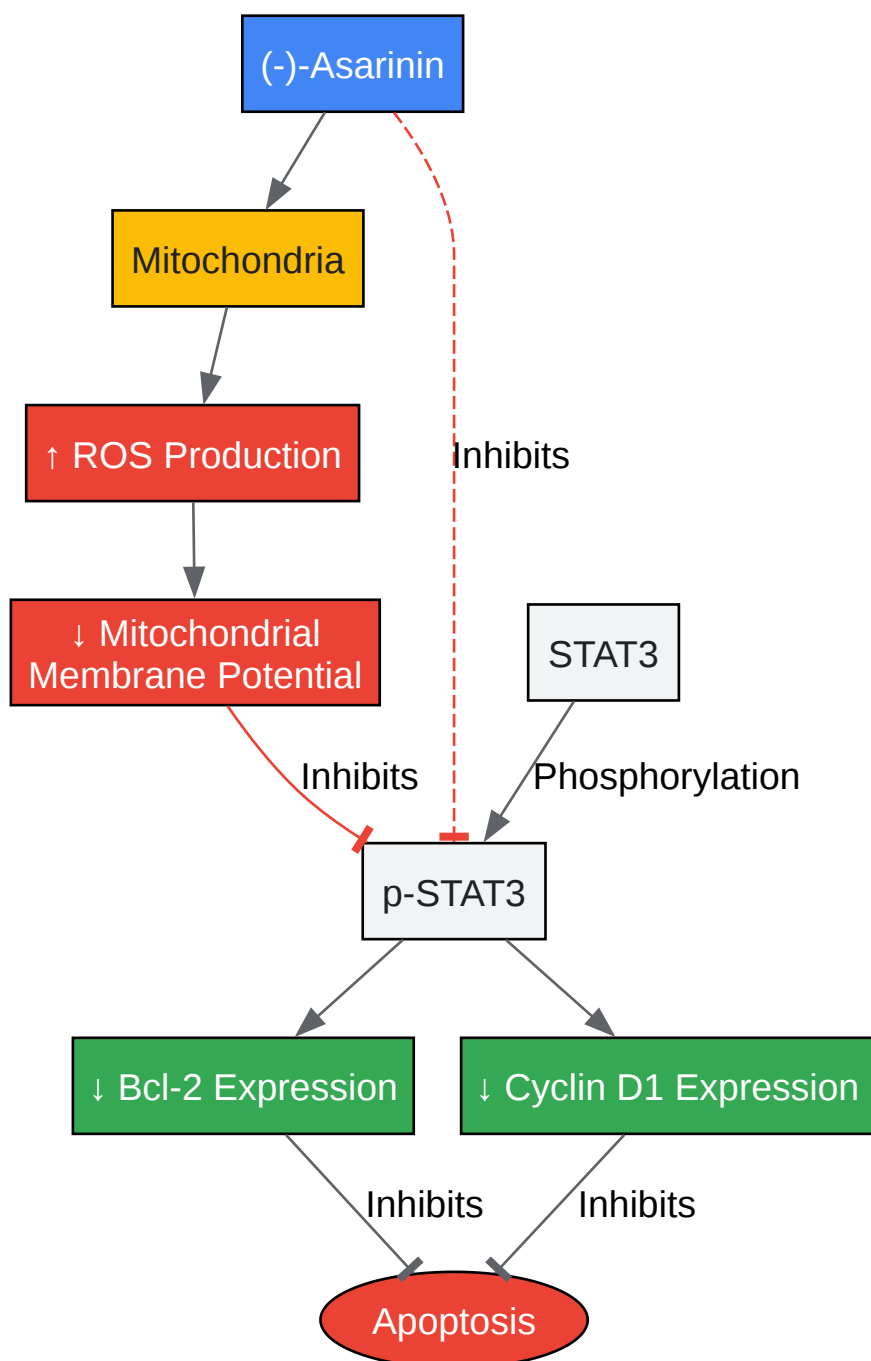 (-)-Asarinin
Mitochondria
↑ ROS Production
Inhibits
↓ Mitochondrial
Membrane Potential
STAT3
Inhibits
Phosphorylation
p-STAT3
↓ Bcl-2 Expression
↓ Cyclin D1 Expression
Inhibits
Inhibits
Apoptosis